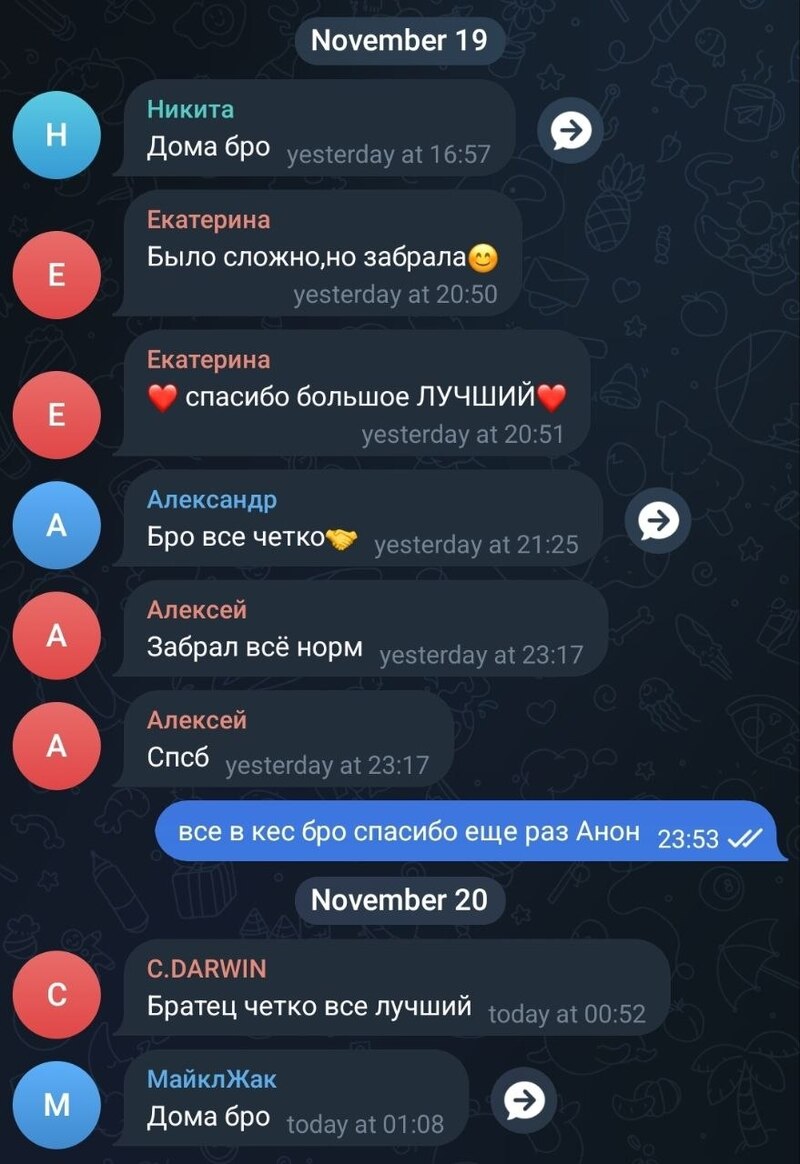 November 19
Н
Никита
Дома бро yesterday at 16:57
Екатерина
Было сложно,но забрала😊
yesterday at 20:50
Е
Екатерина
❤️ спасибо большое ЛУЧШИЙ❤️
yesterday at 20:51
Е
Александр
А
Бро все четко🤝 yesterday at 21:25
Алексей
А
Забрал всё норм yesterday at 23:17
Алексей
А
Спсб yesterday at 23:17
все в кес бро спасибо еще раз Анон 23:53
November 20
C.DARWIN
C
Братец четко все лучший today at 00:52
МайклЖак
М
Дома бро today at 01:08